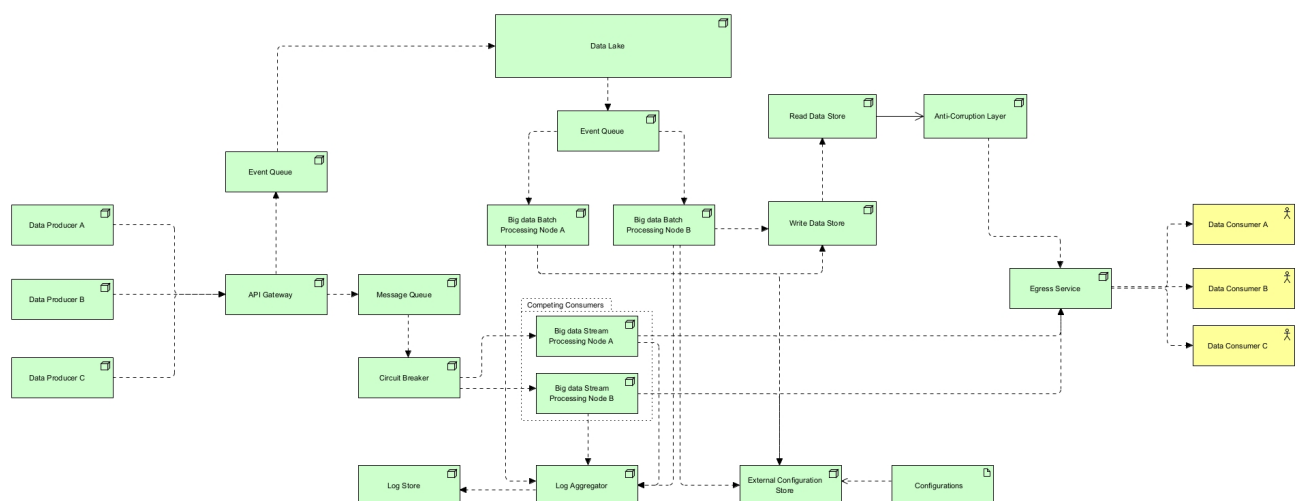 Data Lake
Event Queue
Read Data Store
Anti-Corruption Layer
Event Queue
Data Producer A
Big data Batch
Processing Node A
Big data Batch
Processing Node B
Write Data Store
Data Consumer A
Data Producer B
API Gateway
Message Queue
Egress Service
Data Consumer B
Competing Consumers
Big data Stream
Processing Node A
Data Consumer C
Data Producer C
Circuit Breaker
Big data Stream
Processing Node B
Log Store
Log Aggregator
External Configuration
Store
Configurations